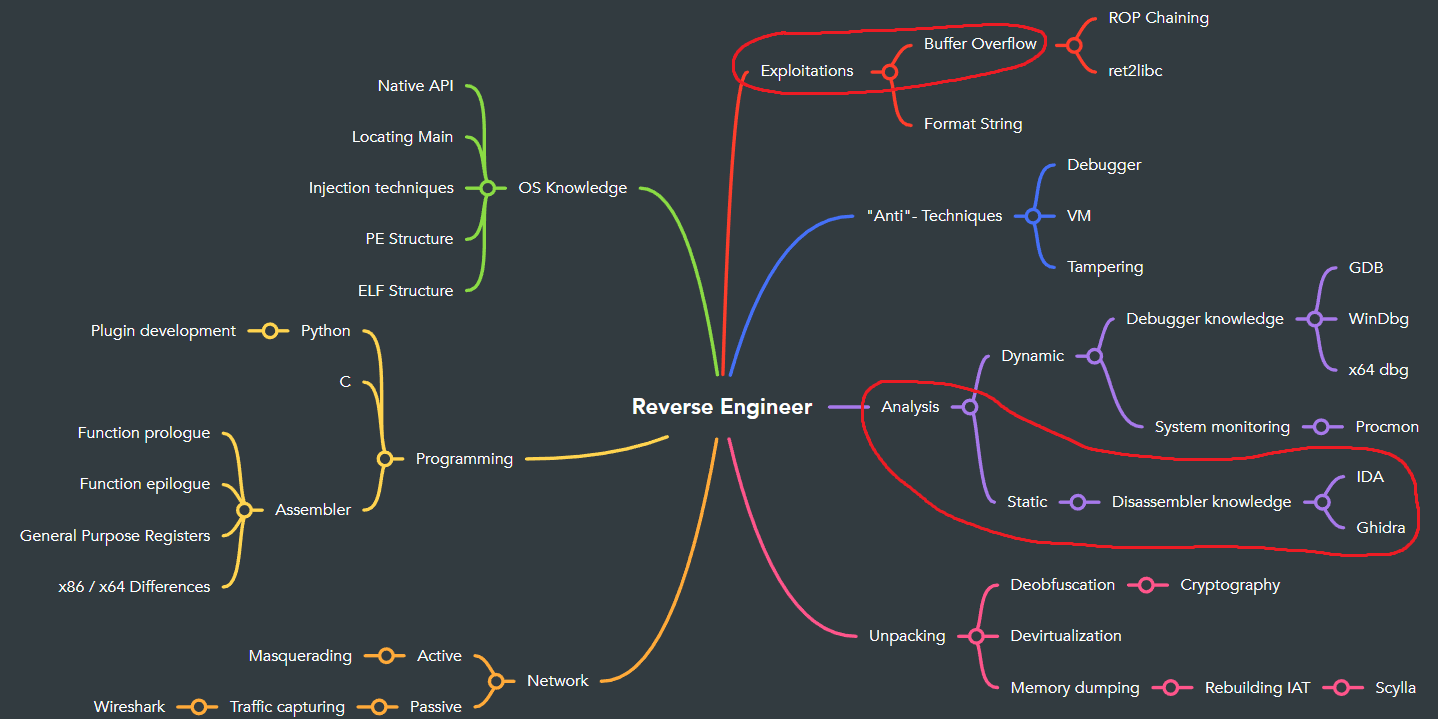 ROP Chaining
Buffer Overflow
Exploitations
ret2libc
Format String
Native API
Locating Main
Injection techniques
OS Knowledge
PE Structure
ELF Structure
Debugger
"Anti"- Techniques
VM
Tampering
GDB
Debugger knowledge
WinDbg
Dynamic
x64 dbg
Reverse Engineer
Analysis
System monitoring
Procmon
IDA
Static
Disassembler knowledge
Ghidra
Plugin development
Python
C
Function prologue
Programming
Function epilogue
Assembler
General Purpose Registers
x86 / x64 Differences
Deobfuscation
Cryptography
Unpacking
Devirtualization
Memory dumping
Rebuilding IAT
Scylla
Masquerading
Active
Network
Wireshark
Traffic capturing
Passive